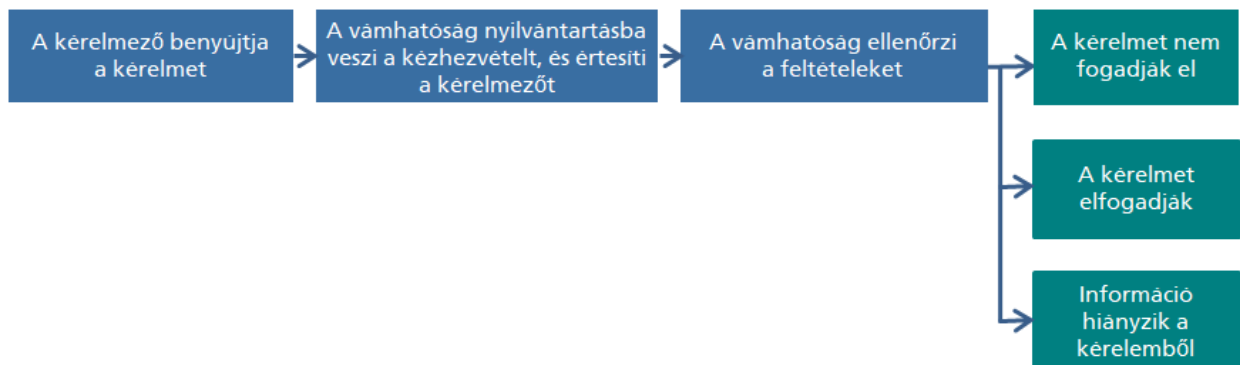 A kérelmező benyújtja
a kérelmet
A vámhatóság nyilvántartásba
veszi a kézhezvételt, és értesíti
a kérelmezőt
A vámhatóság ellenőrzi
a feltételeket
A kérelmet nem
fogadják el
A kérelmet
elfogadják
Információ
hiányzik a
kérelemből